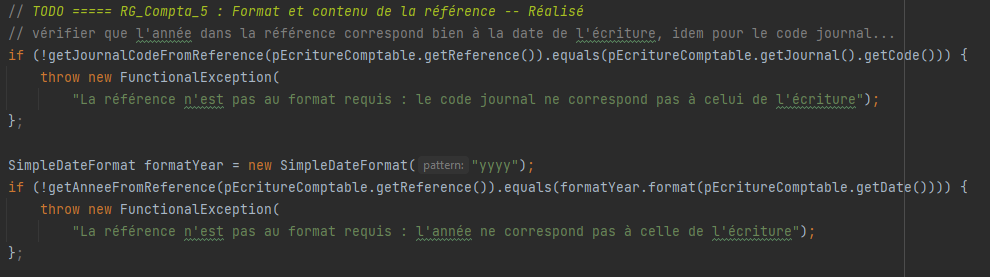 // TODO ===== RG_Compta_5 : Format et contenu de la référence -- Réalisé
// vérifier que l'année dans la référence correspond bien à la date de l'écriture, idem pour le code journal...
if (!getJournalCodeFromReference(pEcritureComptable.getReference()).equals(pEcritureComptable.getJournal().getCode())) {
    throw new FunctionalException(
        "La référence n'est pas au format requis : le code journal ne correspond pas à celui de l'écriture");
};

SimpleDateFormat formatYear = new SimpleDateFormat( pattern: "yyyy");
if (!getAnneeFromReference(pEcritureComptable.getReference()).equals(formatYear.format(pEcritureComptable.getDate()))) {
    throw new FunctionalException(
        "La référence n'est pas au format requis : l'année ne correspond pas à celle de l'écriture");
};